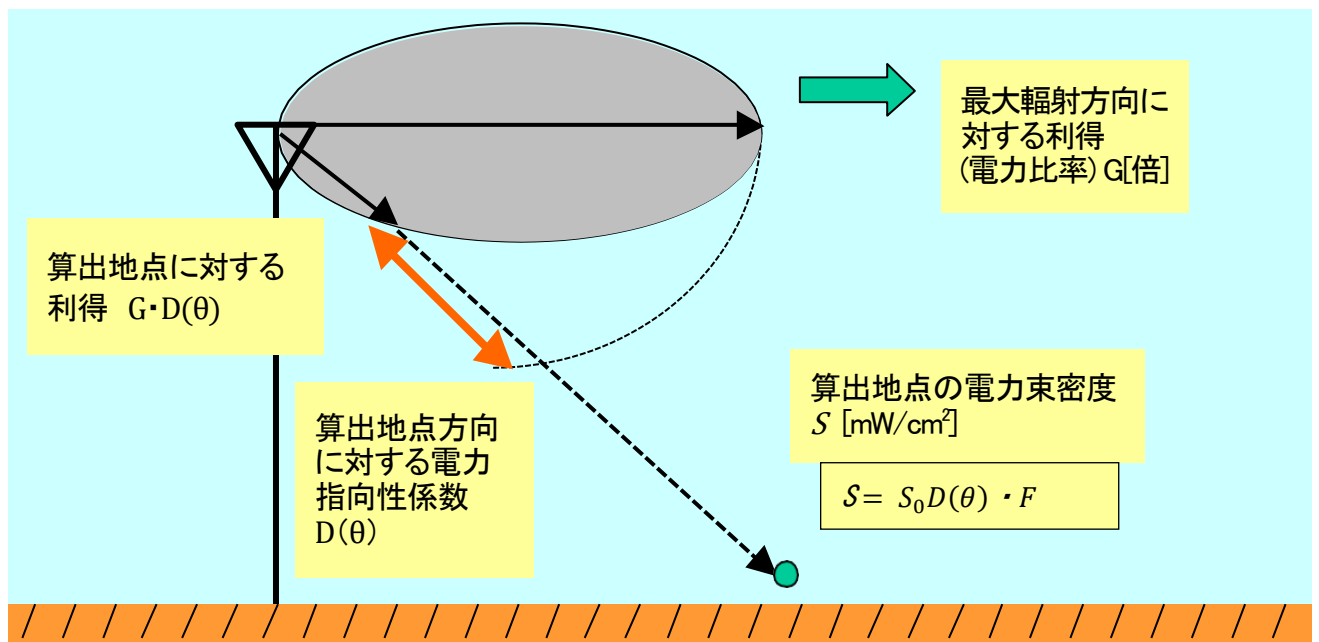 最大輻射方向に
対する利得
(電力比率)G[倍]
算出地点に対する
利得 G・D(θ)
算出地点方向
に対する電力
指向性係数
D(θ)
算出地点の電力束密度
S [mW/cm²]
S= S₀D(θ)・F